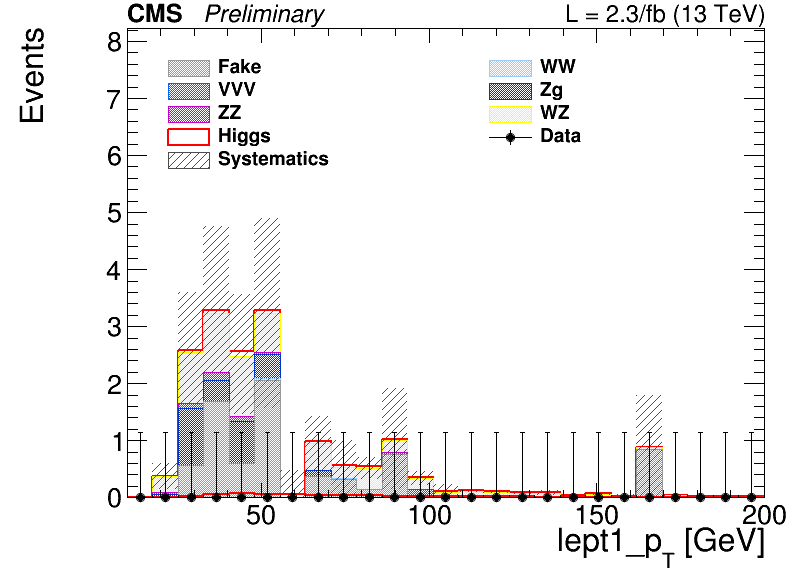 CMS Preliminary L = 2.3/fb (13 TeV)
Events
8
7
6
5
4
3
2
1
0
Fake
VVV
ZZ
Higgs
Systematics
WW
Zg
WZ
Data
50 100 150 200
lept1_p_T [GeV]